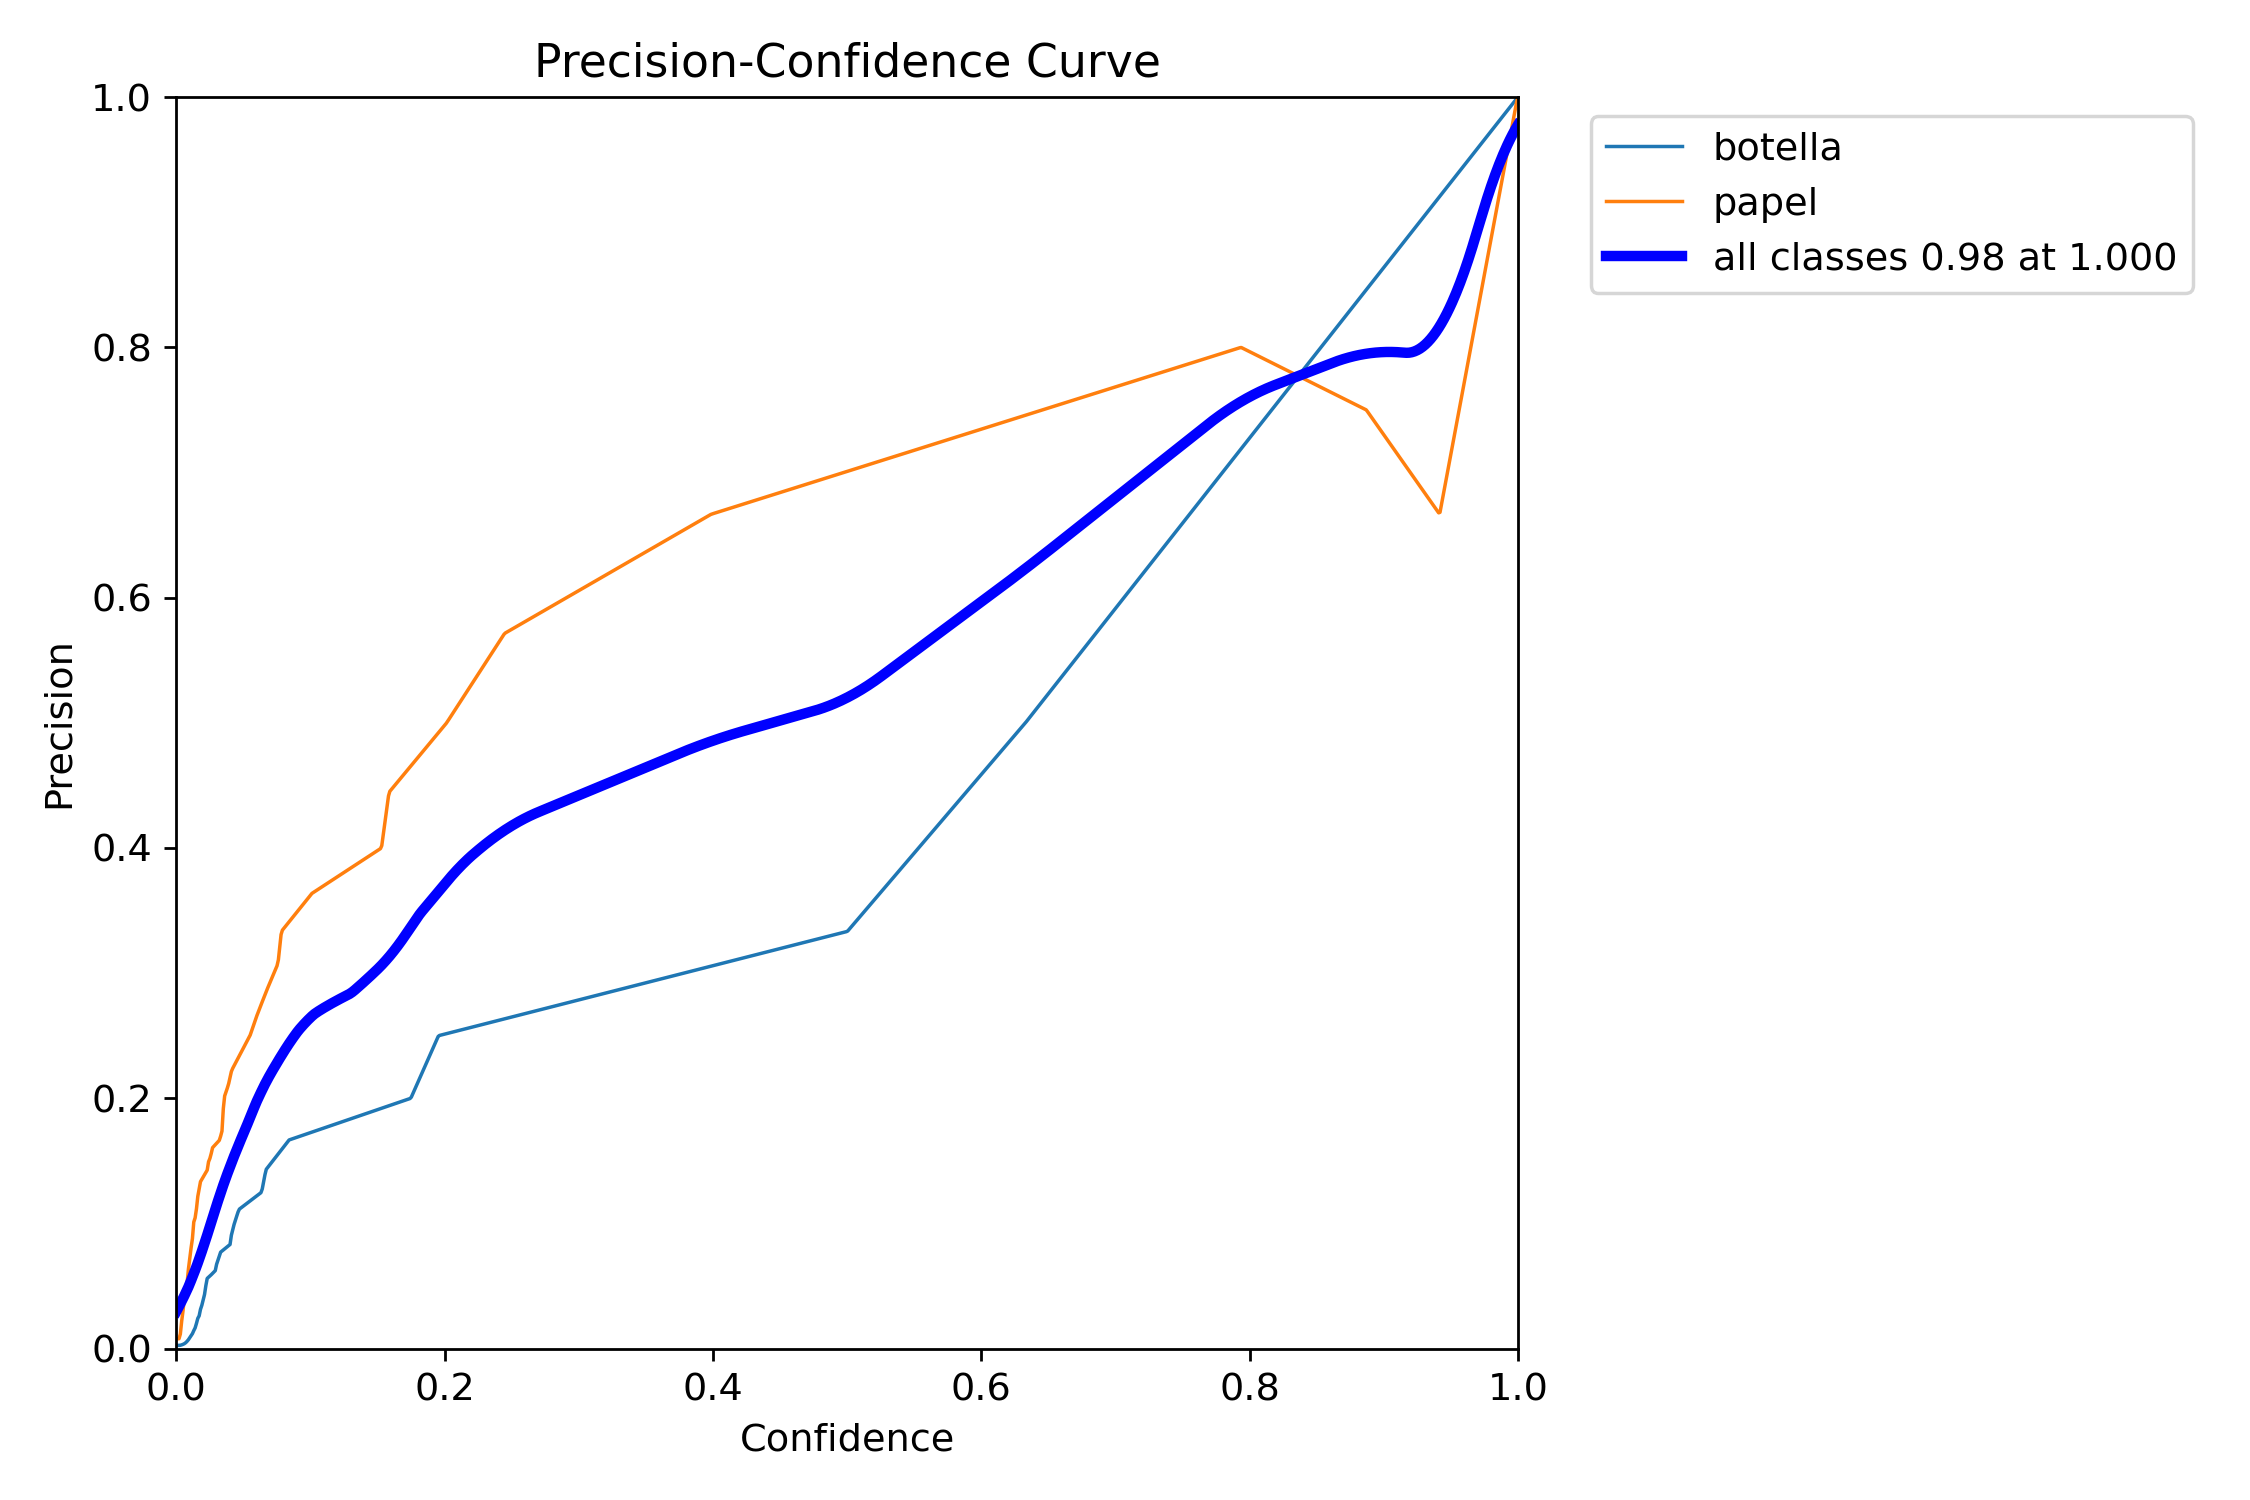 Precision-Confidence Curve
1.0
0.8
0.6
0.4
0.2
0.0
Precision
0.0 0.2 0.4 0.6 0.8 1.0
Confidence
botella
papel
all classes 0.98 at 1.000